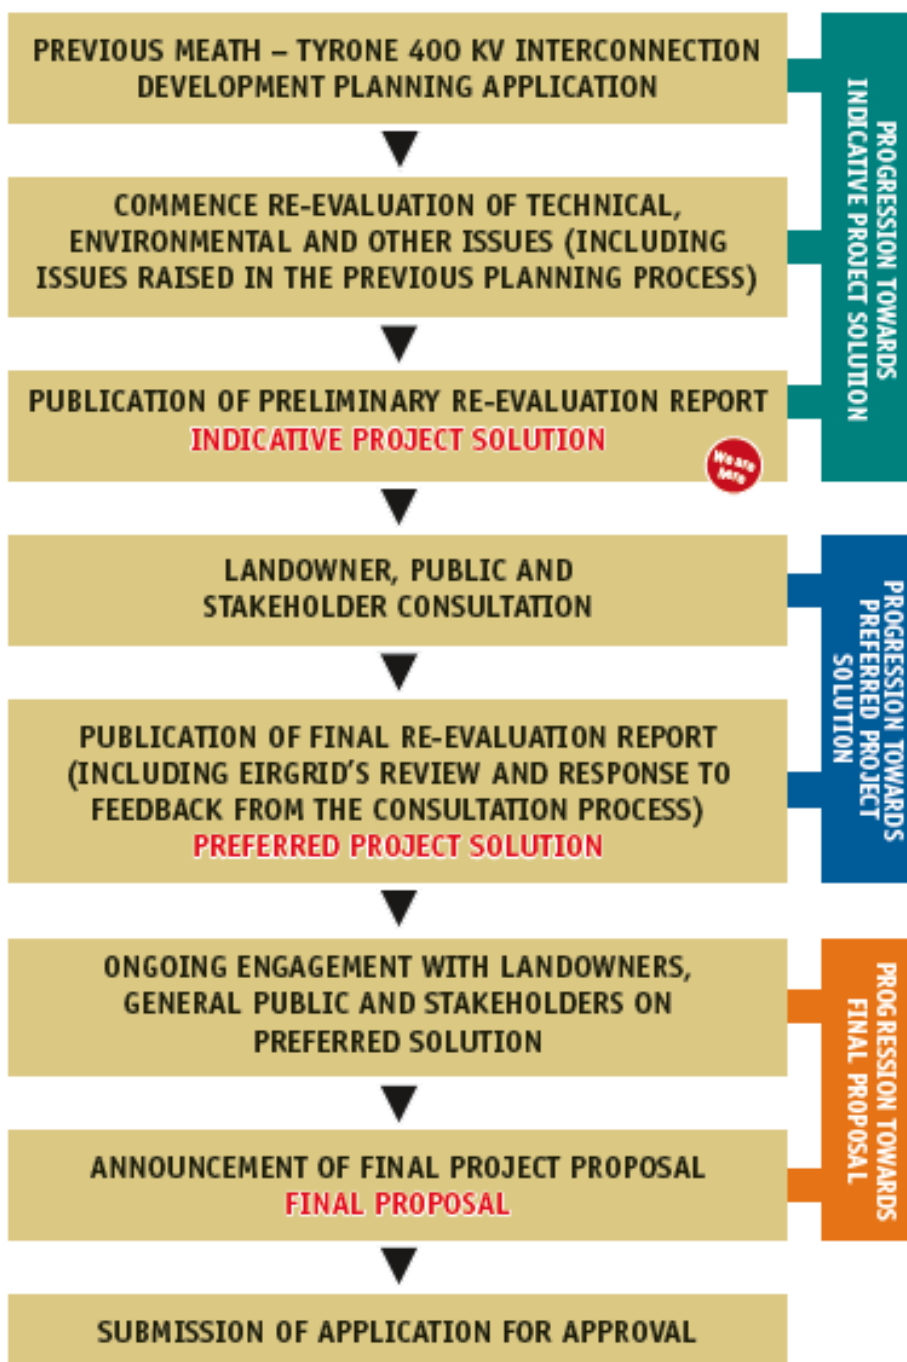 PREVIOUS MEATH – TYRONE 400 KV INTERCONNECTION
DEVELOPMENT PLANNING APPLICATION
COMMENCE RE-EVALUATION OF TECHNICAL,
ENVIRONMENTAL AND OTHER ISSUES (INCLUDING
ISSUES RAISED IN THE PREVIOUS PLANNING PROCESS)
PUBLICATION OF PRELIMINARY RE-EVALUATION REPORT
INDICATIVE PROJECT SOLUTION
We are
here
PROGRESSION TOWARDS
INDICATIVE PROJECT SOLUTION
LANDOWNER, PUBLIC AND
STAKEHOLDER CONSULTATION
PUBLICATION OF FINAL RE-EVALUATION REPORT
(INCLUDING EIRGRID'S REVIEW AND RESPONSE TO
FEEDBACK FROM THE CONSULTATION PROCESS)
PREFERRED PROJECT SOLUTION
PROGRESSION TOWARDS
PREFERRED PROJECT
SOLUTION
ONGOING ENGAGEMENT WITH LANDOWNERS,
GENERAL PUBLIC AND STAKEHOLDERS ON
PREFERRED SOLUTION
ANNOUNCEMENT OF FINAL PROJECT PROPOSAL
FINAL PROPOSAL
PROGRESSION TOWARDS
FINAL PROPOSAL
SUBMISSION OF APPLICATION FOR APPROVAL